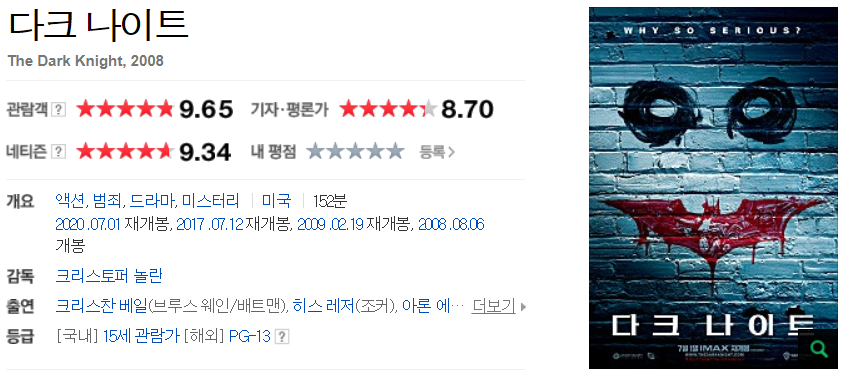 다크 나이트
The Dark Knight, 2008
관람객 ? 9.65 기자·평론가 8.70
네티즌 ? 9.34 내 평점 등록 >
개요 액션, 범죄, 드라마, 미스터리 미국 152분
2020 .07.01 재개봉, 2017 .07.12 재개봉, 2009 .02.19 재개봉, 2008 .08.06
개봉
감독 크리스토퍼 놀란
출연 크리스찬 베일(브루스 웨인/배트맨), 히스 레저(조커), 아론 에… 더보기
등급 [국내] 15세 관람가 [해외] PG-13 ?
WHY SO SERIOUS?
다크 나이트
7월 1일 IMAX 재개봉